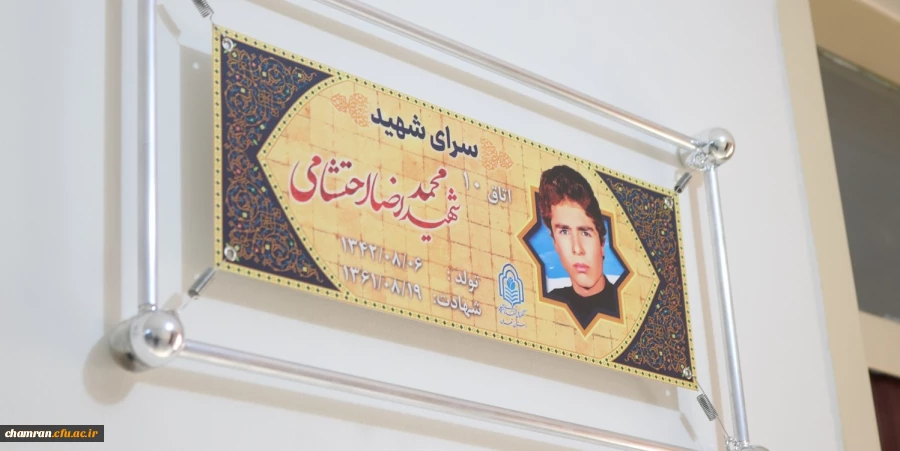 سرای شهید
اتاق ۱۰
شهید محمدرضا احتشامی
تولد: ۱۳۴۲/۰۸/۰۶
شهادت: ۱۳۶۱/۰۸/۱۹
chamran.cfu.ac.ir